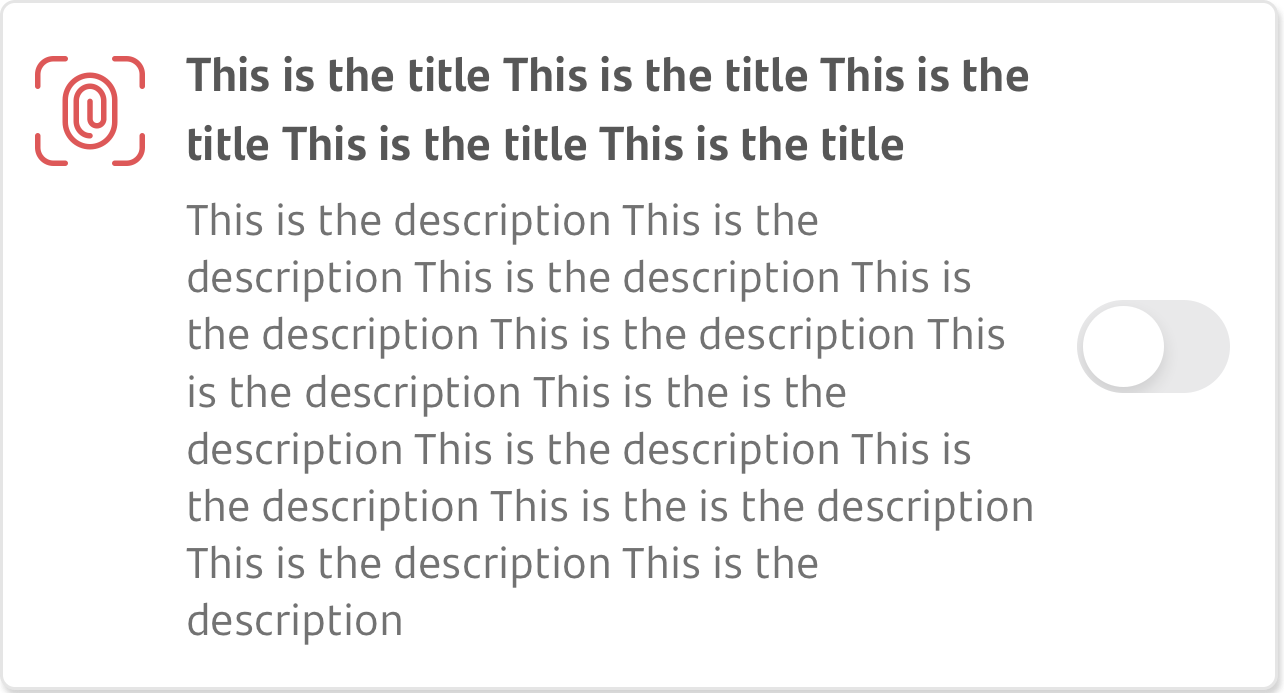 This is the title This is the title This is the
title This is the title This is the title
This is the description This is the
description This is the description This is
the description This is the description This
is the description This is the is the
description This is the description This is
the description This is the is the description
This is the description This is the
description